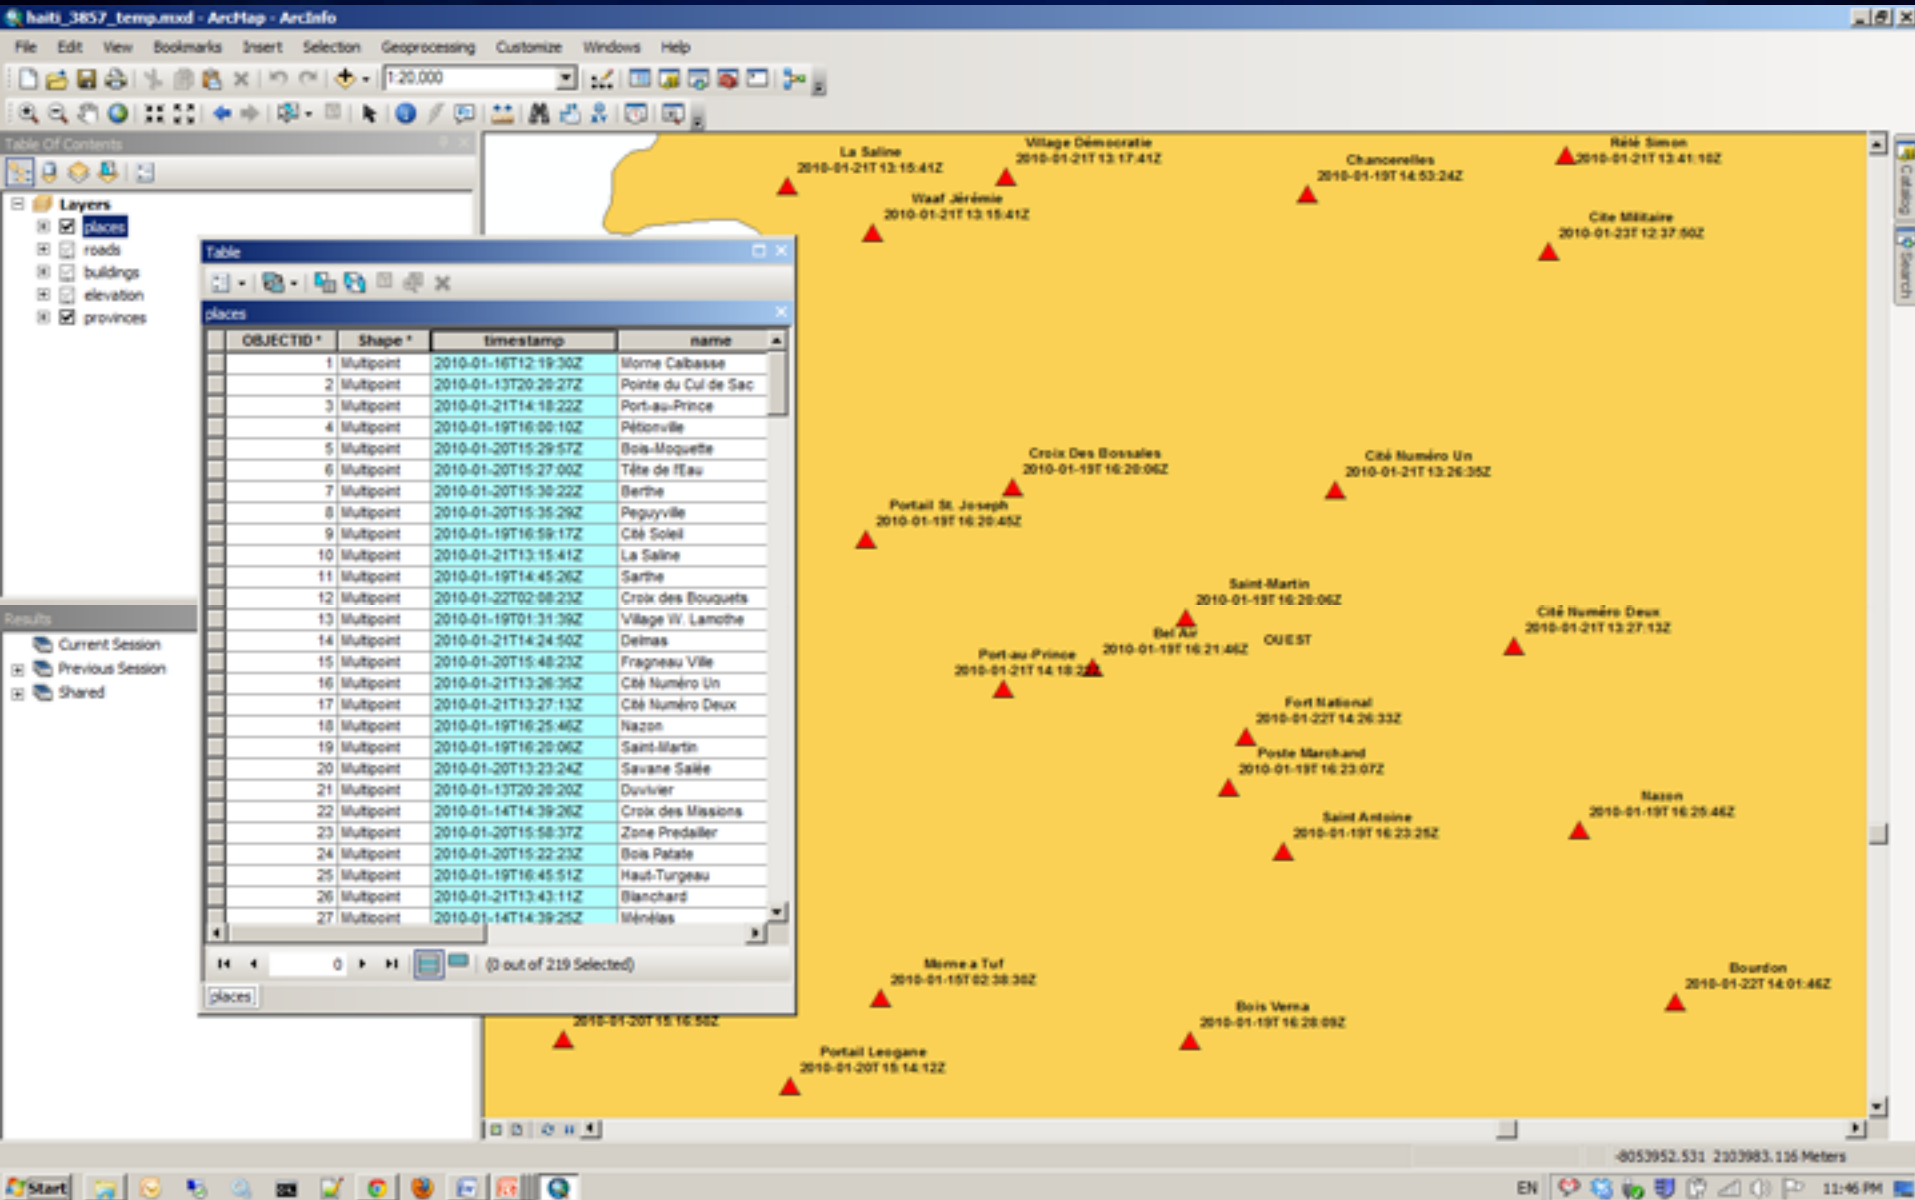 haiti_3857_temp.mxd - ArcMap - ArcInfo
File Edit View Bookmarks Insert Selection Geoprocessing Customize Windows Help
1:20,000
Table Of Contents
Layers
places
roads
buildings
elevation
provinces
Results
Current Session
Previous Session
Shared
Table
places
OBJECTID * Shape * timestamp name
1 Multipoint 2010-01-16T12:19:30Z Morne Calbasse
2 Multipoint 2010-01-13T20:20:27Z Pointe du Cul de Sac
3 Multipoint 2010-01-21T14:18:22Z Port-au-Prince
4 Multipoint 2010-01-19T16:00:10Z Pétionville
5 Multipoint 2010-01-20T15:29:57Z Bois-Moquette
6 Multipoint 2010-01-20T15:27:00Z Tête de l'Eau
7 Multipoint 2010-01-20T15:30:22Z Berthe
8 Multipoint 2010-01-20T15:35:29Z Peguyville
9 Multipoint 2010-01-19T16:59:17Z Cité Soleil
10 Multipoint 2010-01-21T13:15:41Z La Saline
11 Multipoint 2010-01-19T14:45:26Z Sarthe
12 Multipoint 2010-01-22T02:08:23Z Croix des Bouquets
13 Multipoint 2010-01-19T01:31:39Z Village W. Lamothe
14 Multipoint 2010-01-21T14:24:50Z Delmas
15 Multipoint 2010-01-20T15:48:23Z Fragneau Ville
16 Multipoint 2010-01-21T13:26:35Z Cité Numéro Un
17 Multipoint 2010-01-21T13:27:13Z Cité Numéro Deux
18 Multipoint 2010-01-19T16:25:46Z Nazon
19 Multipoint 2010-01-19T16:20:06Z Saint-Martin
20 Multipoint 2010-01-20T13:23:24Z Savane Salée
21 Multipoint 2010-01-13T20:20:20Z Duvivier
22 Multipoint 2010-01-14T14:39:26Z Croix des Missions
23 Multipoint 2010-01-20T15:58:37Z Zone Predailler
24 Multipoint 2010-01-20T15:22:23Z Bois Patate
25 Multipoint 2010-01-19T16:45:51Z Haut-Turgeau
26 Multipoint 2010-01-21T13:43:11Z Blanchard
27 Multipoint 2010-01-14T14:39:25Z Ménélas
0 (0 out of 219 Selected)
places
La Saline
2010-01-21T13:15:41Z
Village Démocratie
2010-01-21T13:17:41Z
Chancerelles
2010-01-19T14:53:24Z
Rélé Simon
2010-01-21T13:41:10Z
Waaf Jérémie
2010-01-21T13:15:41Z
Cite Militaire
2010-01-23T12:37:50Z
Croix Des Bossales
2010-01-19T16:20:06Z
Cité Numéro Un
2010-01-21T13:26:35Z
Portail St. Joseph
2010-01-19T16:20:45Z
Saint-Martin
2010-01-19T16:20:06Z
Cité Numéro Deux
2010-01-21T13:27:13Z
Bel Air
2010-01-19T16:21:46Z
OUEST
Port-au-Prince
2010-01-21T14:18:2
Fort National
2010-01-22T14:26:33Z
Poste Marchand
2010-01-19T16:23:07Z
Nazon
2010-01-19T16:25:46Z
Saint Antoine
2010-01-19T16:23:25Z
Morne a Tuf
2010-01-15T02:38:30Z
Bourdon
2010-01-22T14:01:46Z
Bois Verna
2010-01-19T16:28:09Z
2010-01-20T15:16:50Z
Portail Leogane
2010-01-20T15:14:12Z
Catalog
Search
-8053952.531 2103983.116 Meters
Start
EN
11:46 PM